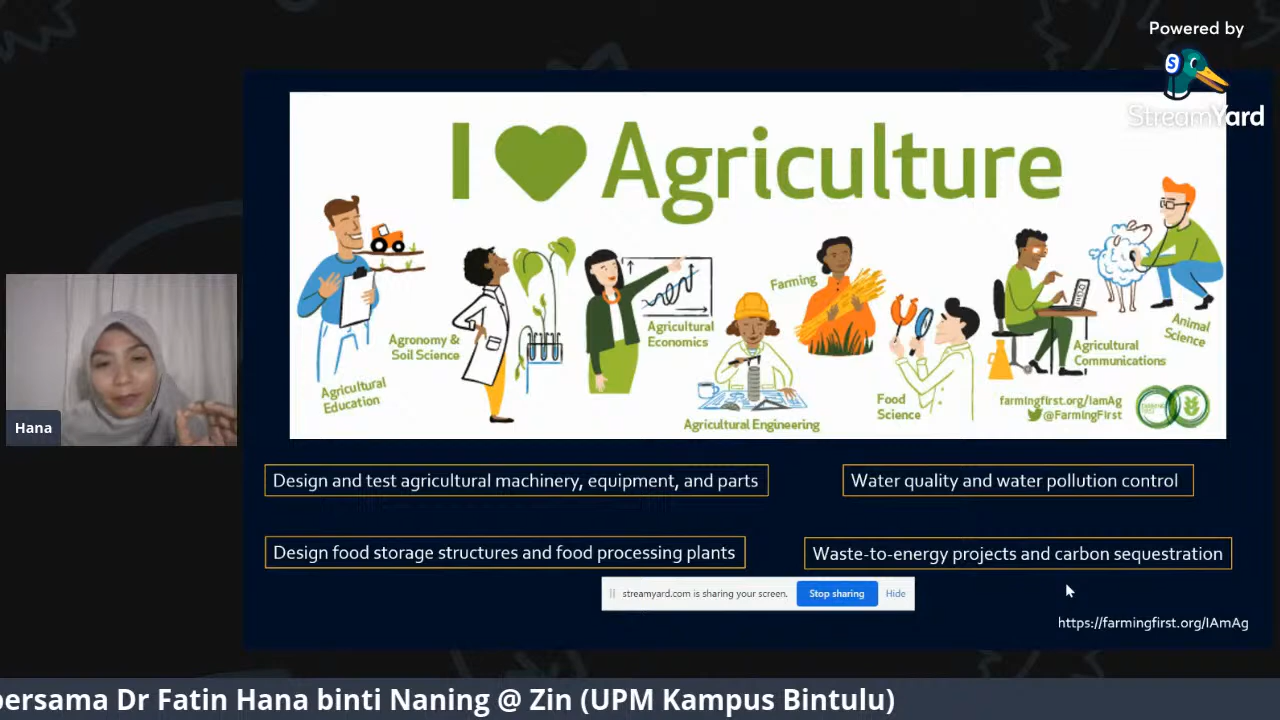 Powered by
StreamYard
I Agriculture
Agricultural
Education
Agronomy &
Soil Science
Agricultural
Economics
Agricultural Engineering
Farming
Food
Science
Agricultural
Communications
Animal
Science
farmingfirst.org/IamAg
@FarmingFirst
Hana
Design and test agricultural machinery, equipment, and parts
Water quality and water pollution control
Design food storage structures and food processing plants
Waste-to-energy projects and carbon sequestration
streamyard.com is sharing your screen.
Stop sharing
Hide
https://farmingfirst.org/IAmAg
bersama Dr Fatin Hana binti Naning @ Zin (UPM Kampus Bintulu)